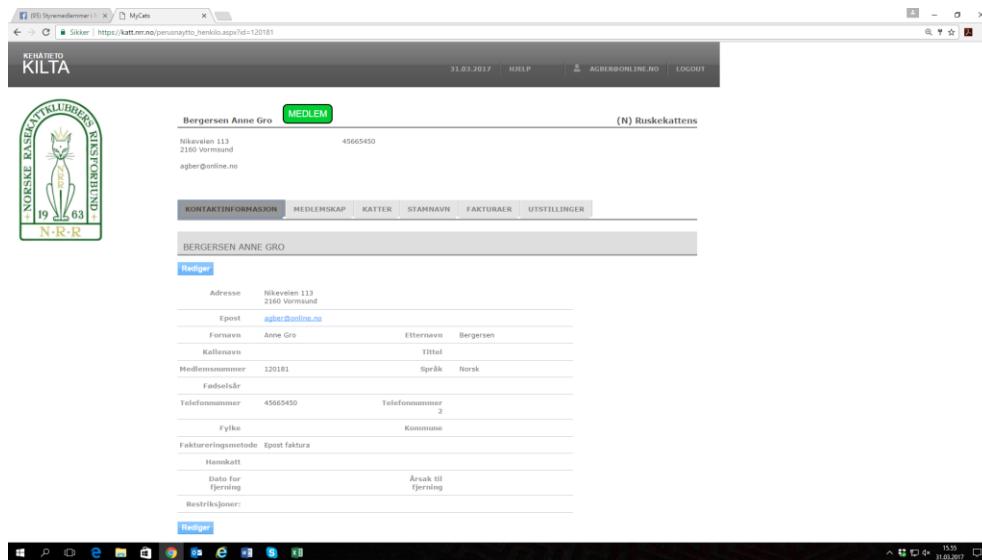 (95) Styremedlemmer i
MyCats
Sikker
https://katt.nrr.no/perusnaytto_henkilo.aspx?id=120181
KEHÄTIETO
KILTA
31.03.2017
HJELP
AGBER@ONLINE.NO
LOGOUT
NORSKE RASEKATTKLUBBERS RIKSFORBUND
NRR
19 63
N·R·R
Bergersen Anne Gro
MEDLEM
(N) Ruskekattens
Nikeveien 113
45665450
2160 Vormsund
agber@online.no
KONTAKTINFORMASJON
MEDLEMSKAP
KATTER
STAMNAVN
FAKTURAER
UTSTILLINGER
BERGERSEN ANNE GRO
Rediger
Adresse
Nikeveien 113
2160 Vormsund
Epost
agber@online.no
Fornavn
Anne Gro
Etternavn
Bergersen
Kallenavn
Tittel
Medlemsnummer
120181
Språk
Norsk
Fødselsår
Telefonnummer
45665450
Telefonnummer
2
Fylke
Kommune
Faktureringsmetode
Epost faktura
Hannkatt
Dato for
fjerning
Årsak til
fjerning
Restriksjoner:
Rediger
15.55
31.03.2017